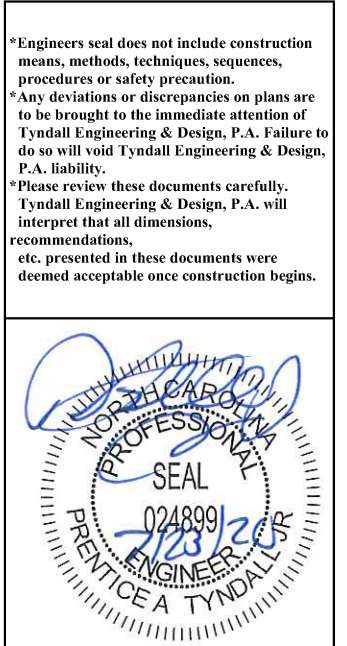 *Engineers seal does not include construction
means, methods, techniques, sequences,
procedures or safety precaution.
*Any deviations or discrepancies on plans are
to be brought to the immediate attention of
Tyndall Engineering & Design, P.A. Failure to
do so will void Tyndall Engineering & Design,
P.A. liability.
*Please review these documents carefully.
Tyndall Engineering & Design, P.A. will
interpret that all dimensions,
recommendations,
etc. presented in these documents were
deemed acceptable once construction begins.
NORTH CAROLINA
PROFESSIONAL
SEAL
024899
7/23/20
ENGINEER
PRENTICE A TYNDALL JR